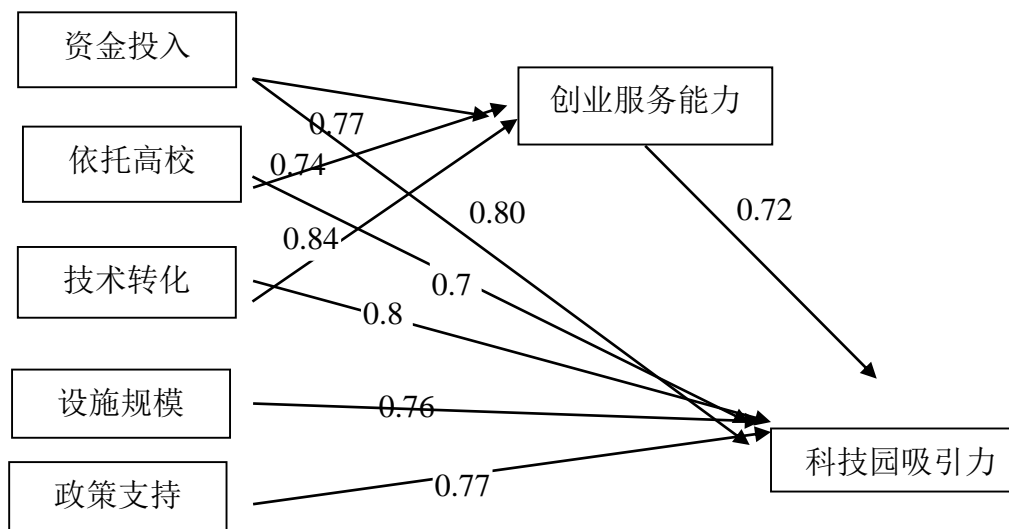 资金投入
创业服务能力
0.77
依托高校
0.74
0.80
0.72
0.84
技术转化
0.7
0.8
设施规模
0.76
科技园吸引力
政策支持
0.77